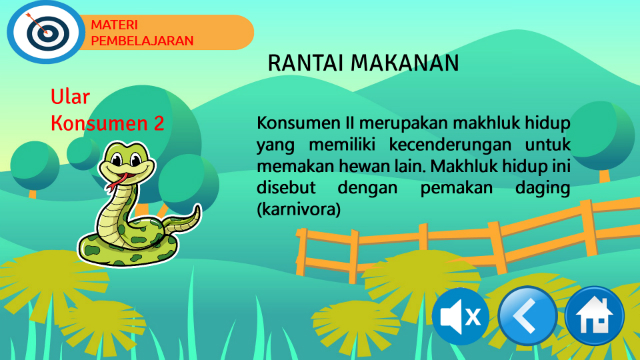 MATERI
PEMBELAJARAN
RANTAI MAKANAN
Ular
Konsumen 2
Konsumen II merupakan makhluk hidup
yang memiliki kecenderungan untuk
memakan hewan lain. Makhluk hidup ini
disebut dengan pemakan daging
(karnivora)